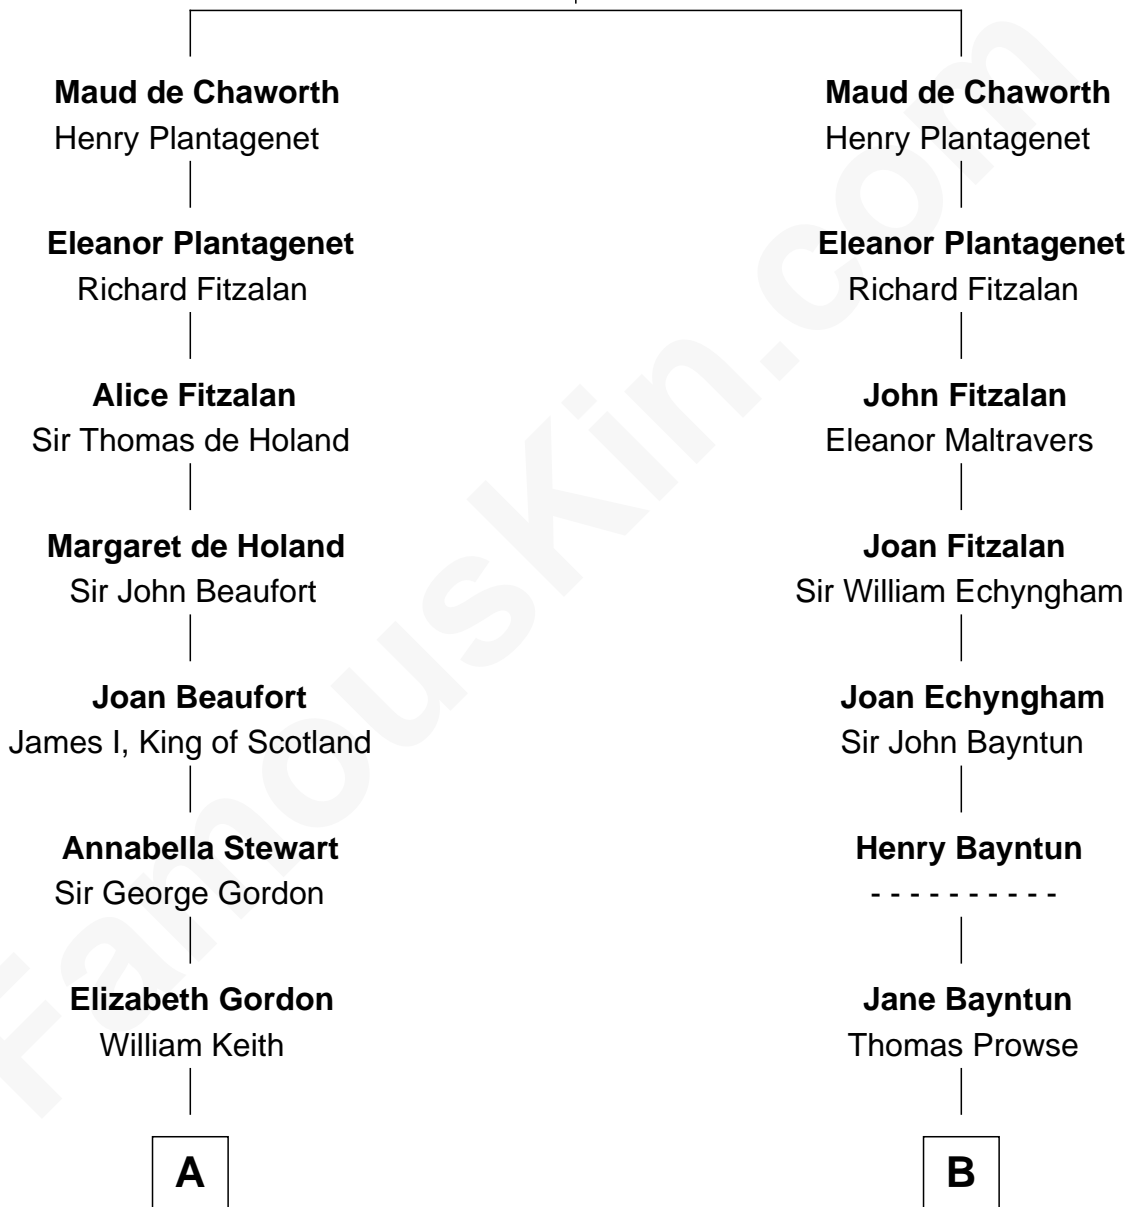 Maud de Chaworth
Henry Plantagenet
Eleanor Plantagenet
Richard Fitzalan
Alice Fitzalan
Sir Thomas de Holand
Margaret de Holand
Sir John Beaufort
Joan Beaufort
James I, King of Scotland
Annabella Stewart
Sir George Gordon
Elizabeth Gordon
William Keith
A
Maud de Chaworth
Henry Plantagenet
Eleanor Plantagenet
Richard Fitzalan
John Fitzalan
Eleanor Maltravers
Joan Fitzalan
Sir William Echyngham
Joan Echyngham
Sir John Bayntun
Henry Bayntun
- - - - - - - - - -
Jane Bayntun
Thomas Prowse
B
FamousKin.com